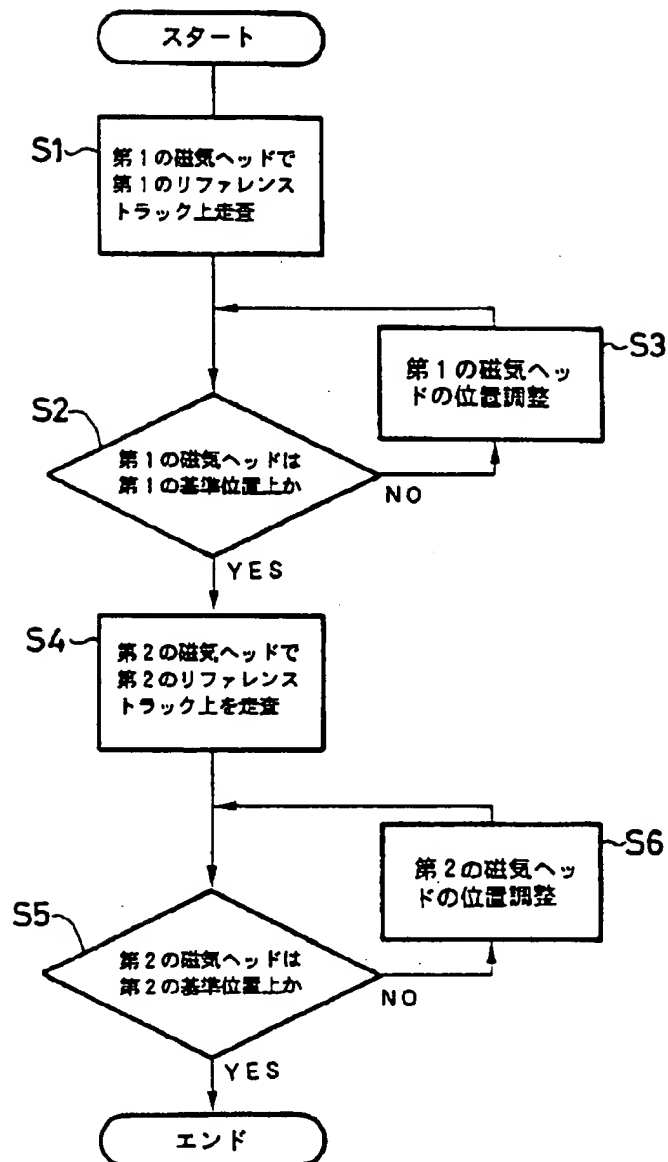 スタート
S1
第1の磁気ヘッドで
第1のリファレンス
トラック上走査
S3
第1の磁気ヘッ
ドの位置調整
S2
第1の磁気ヘッドは
第1の基準位置上か
NO
YES
S4
第2の磁気ヘッドで
第2のリファレンス
トラック上を走査
S6
第2の磁気ヘッ
ドの位置調整
S5
第2の磁気ヘッドは
第2の基準位置上か
NO
YES
エンド